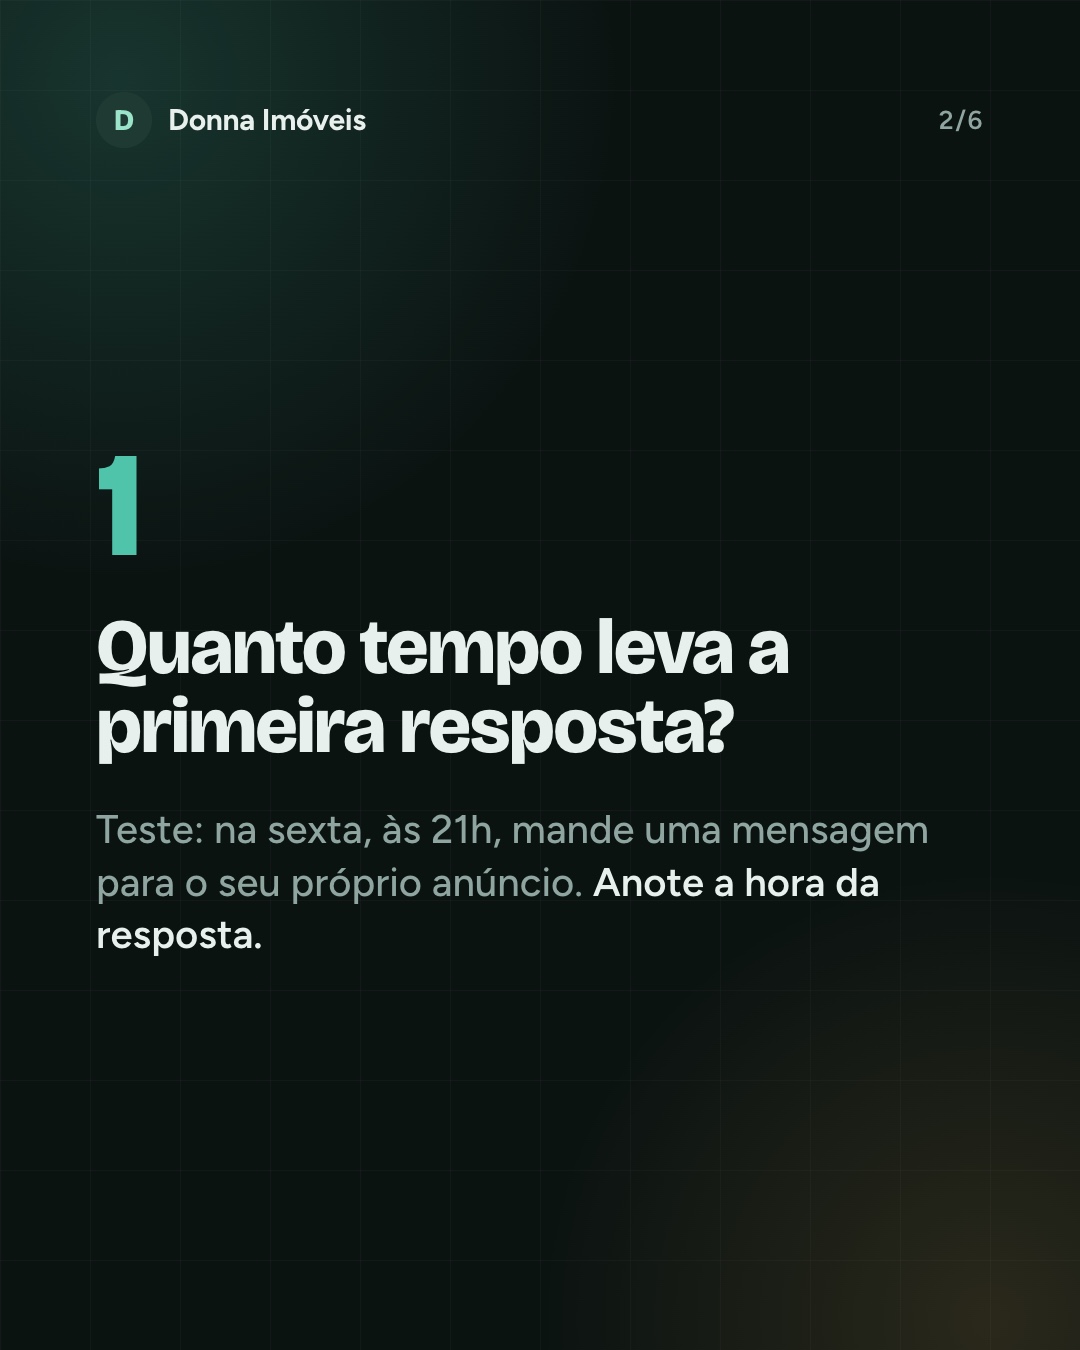 D Donna Imóveis 2/6
1
Quanto tempo leva a
primeira resposta?
Teste: na sexta, às 21h, mande uma mensagem
para o seu próprio anúncio. Anote a hora da
resposta.